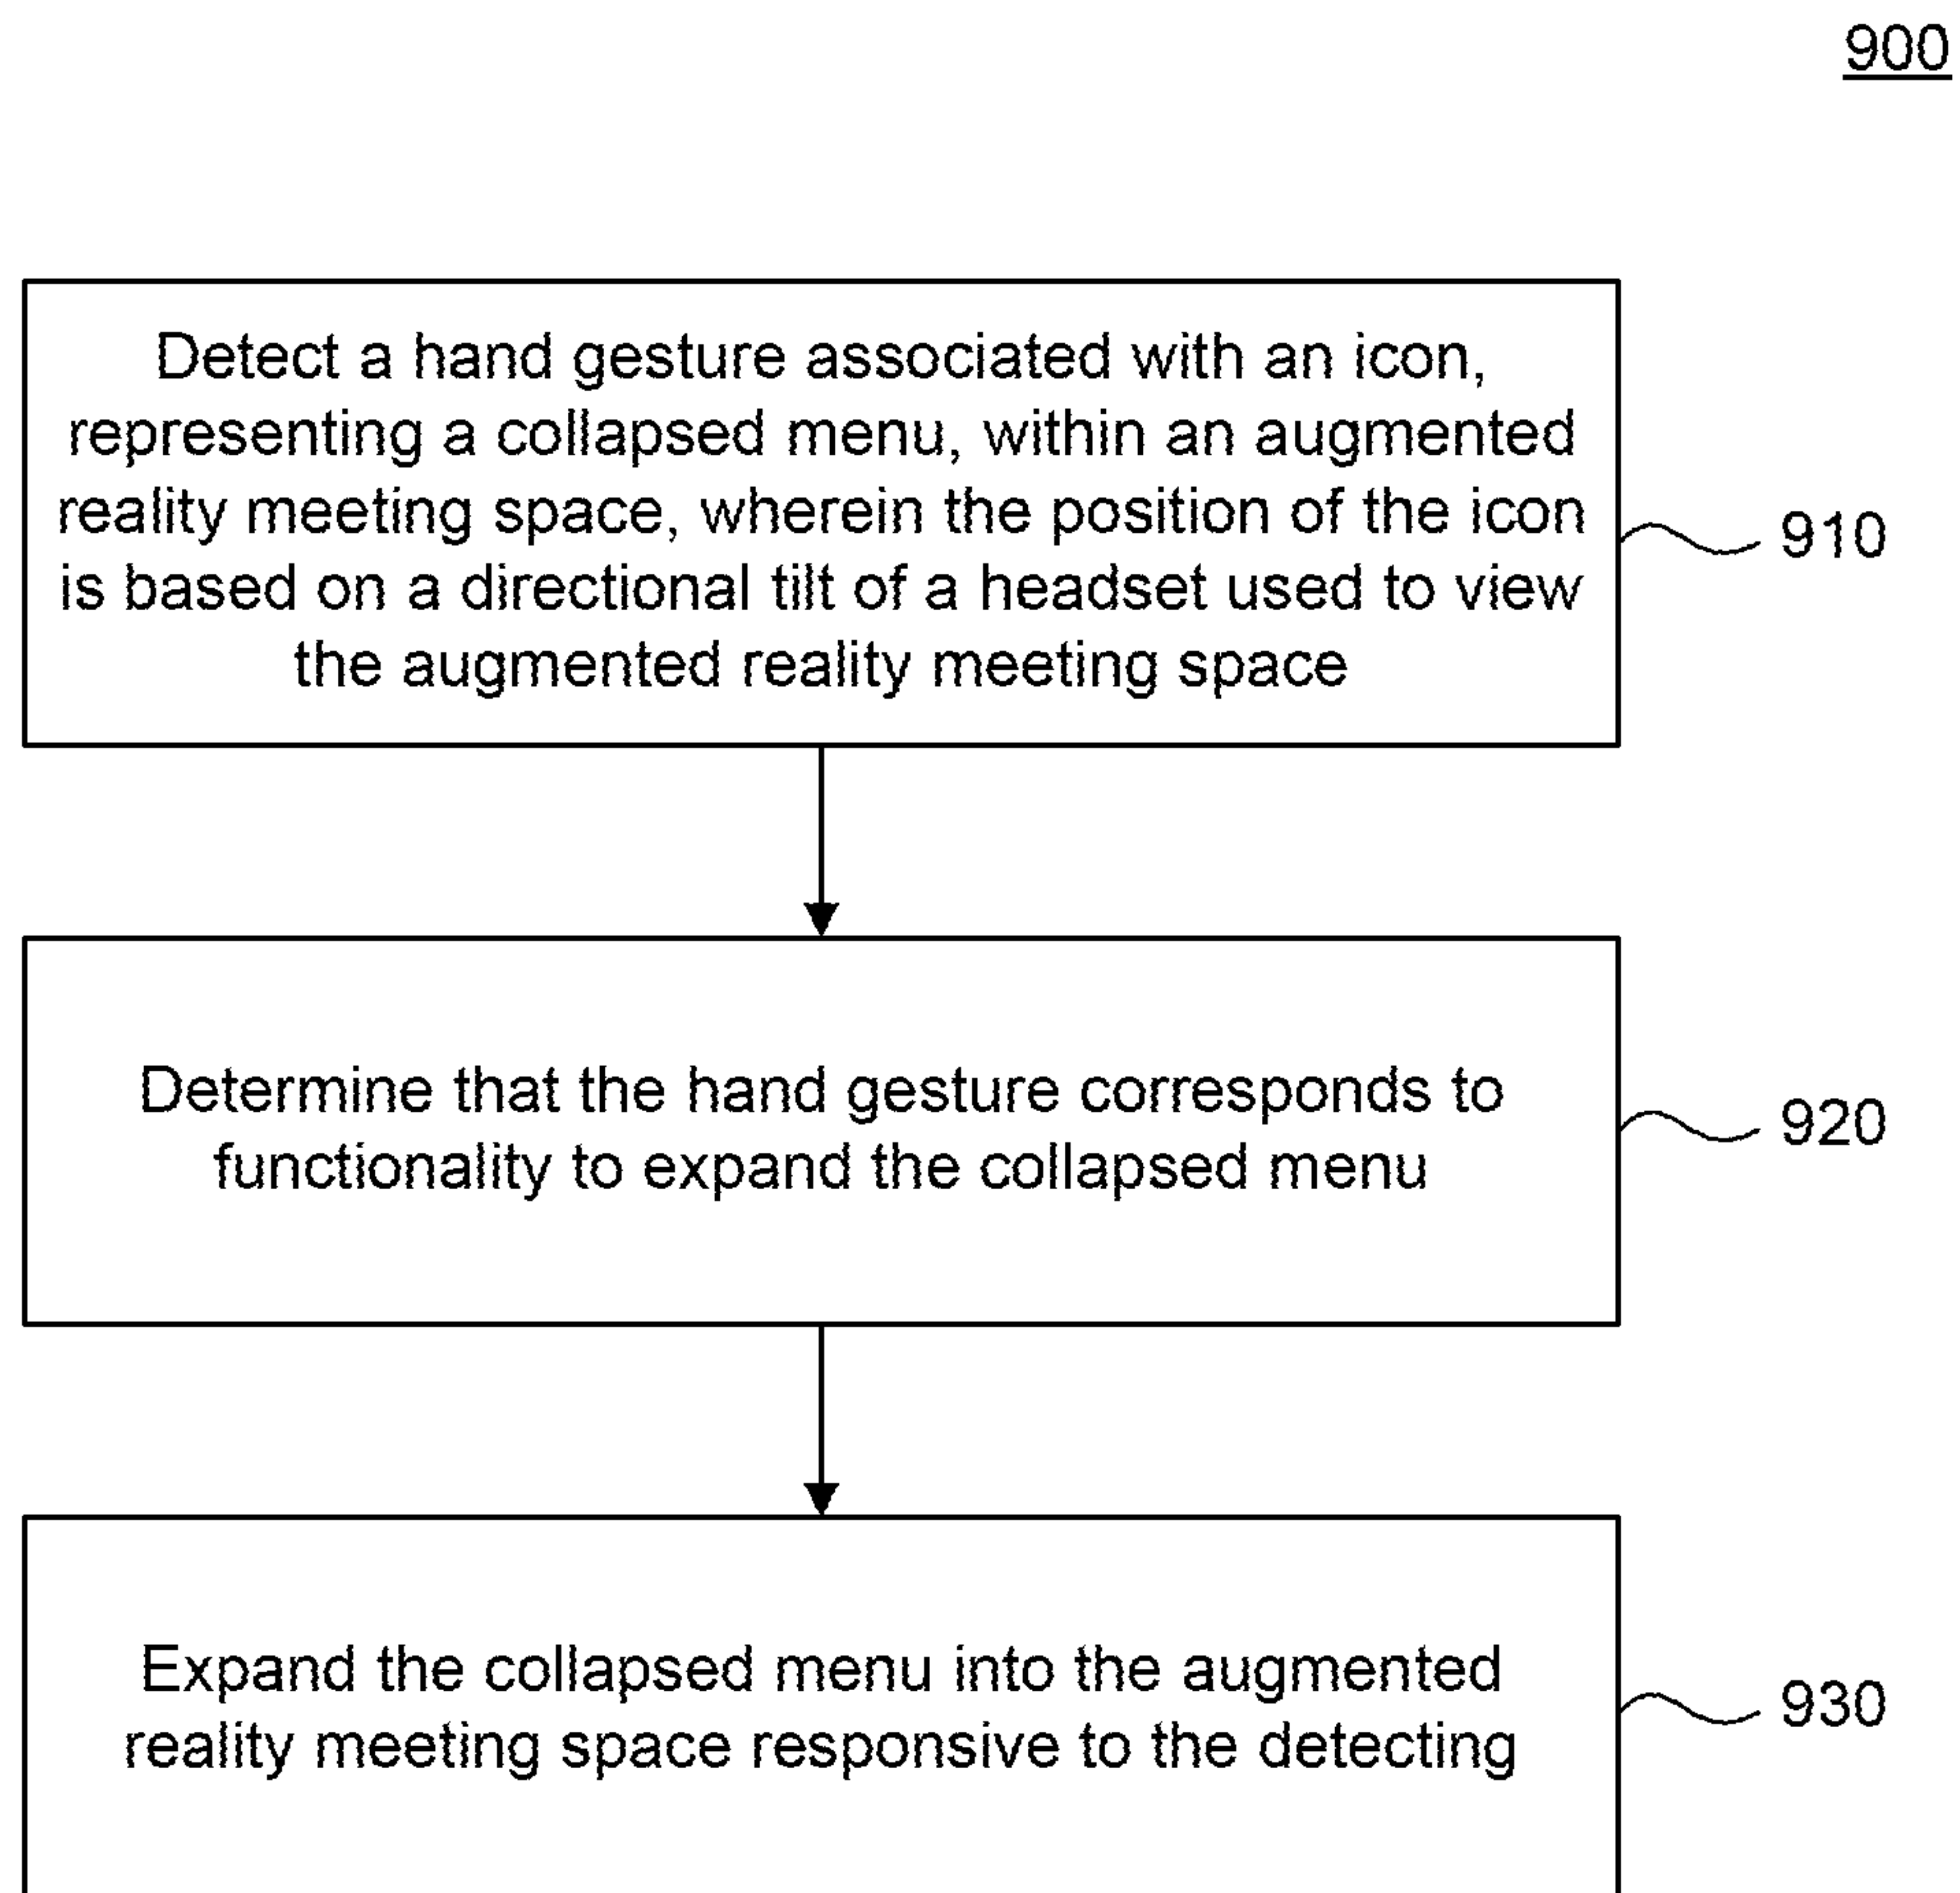 900
Detect a hand gesture associated with an icon,
representing a collapsed menu, within an augmented
reality meeting space, wherein the position of the icon
is based on a directional tilt of a headset used to view
the augmented reality meeting space
910
Determine that the hand gesture corresponds to
functionality to expand the collapsed menu
920
Expand the collapsed menu into the augmented
reality meeting space responsive to the detecting
930